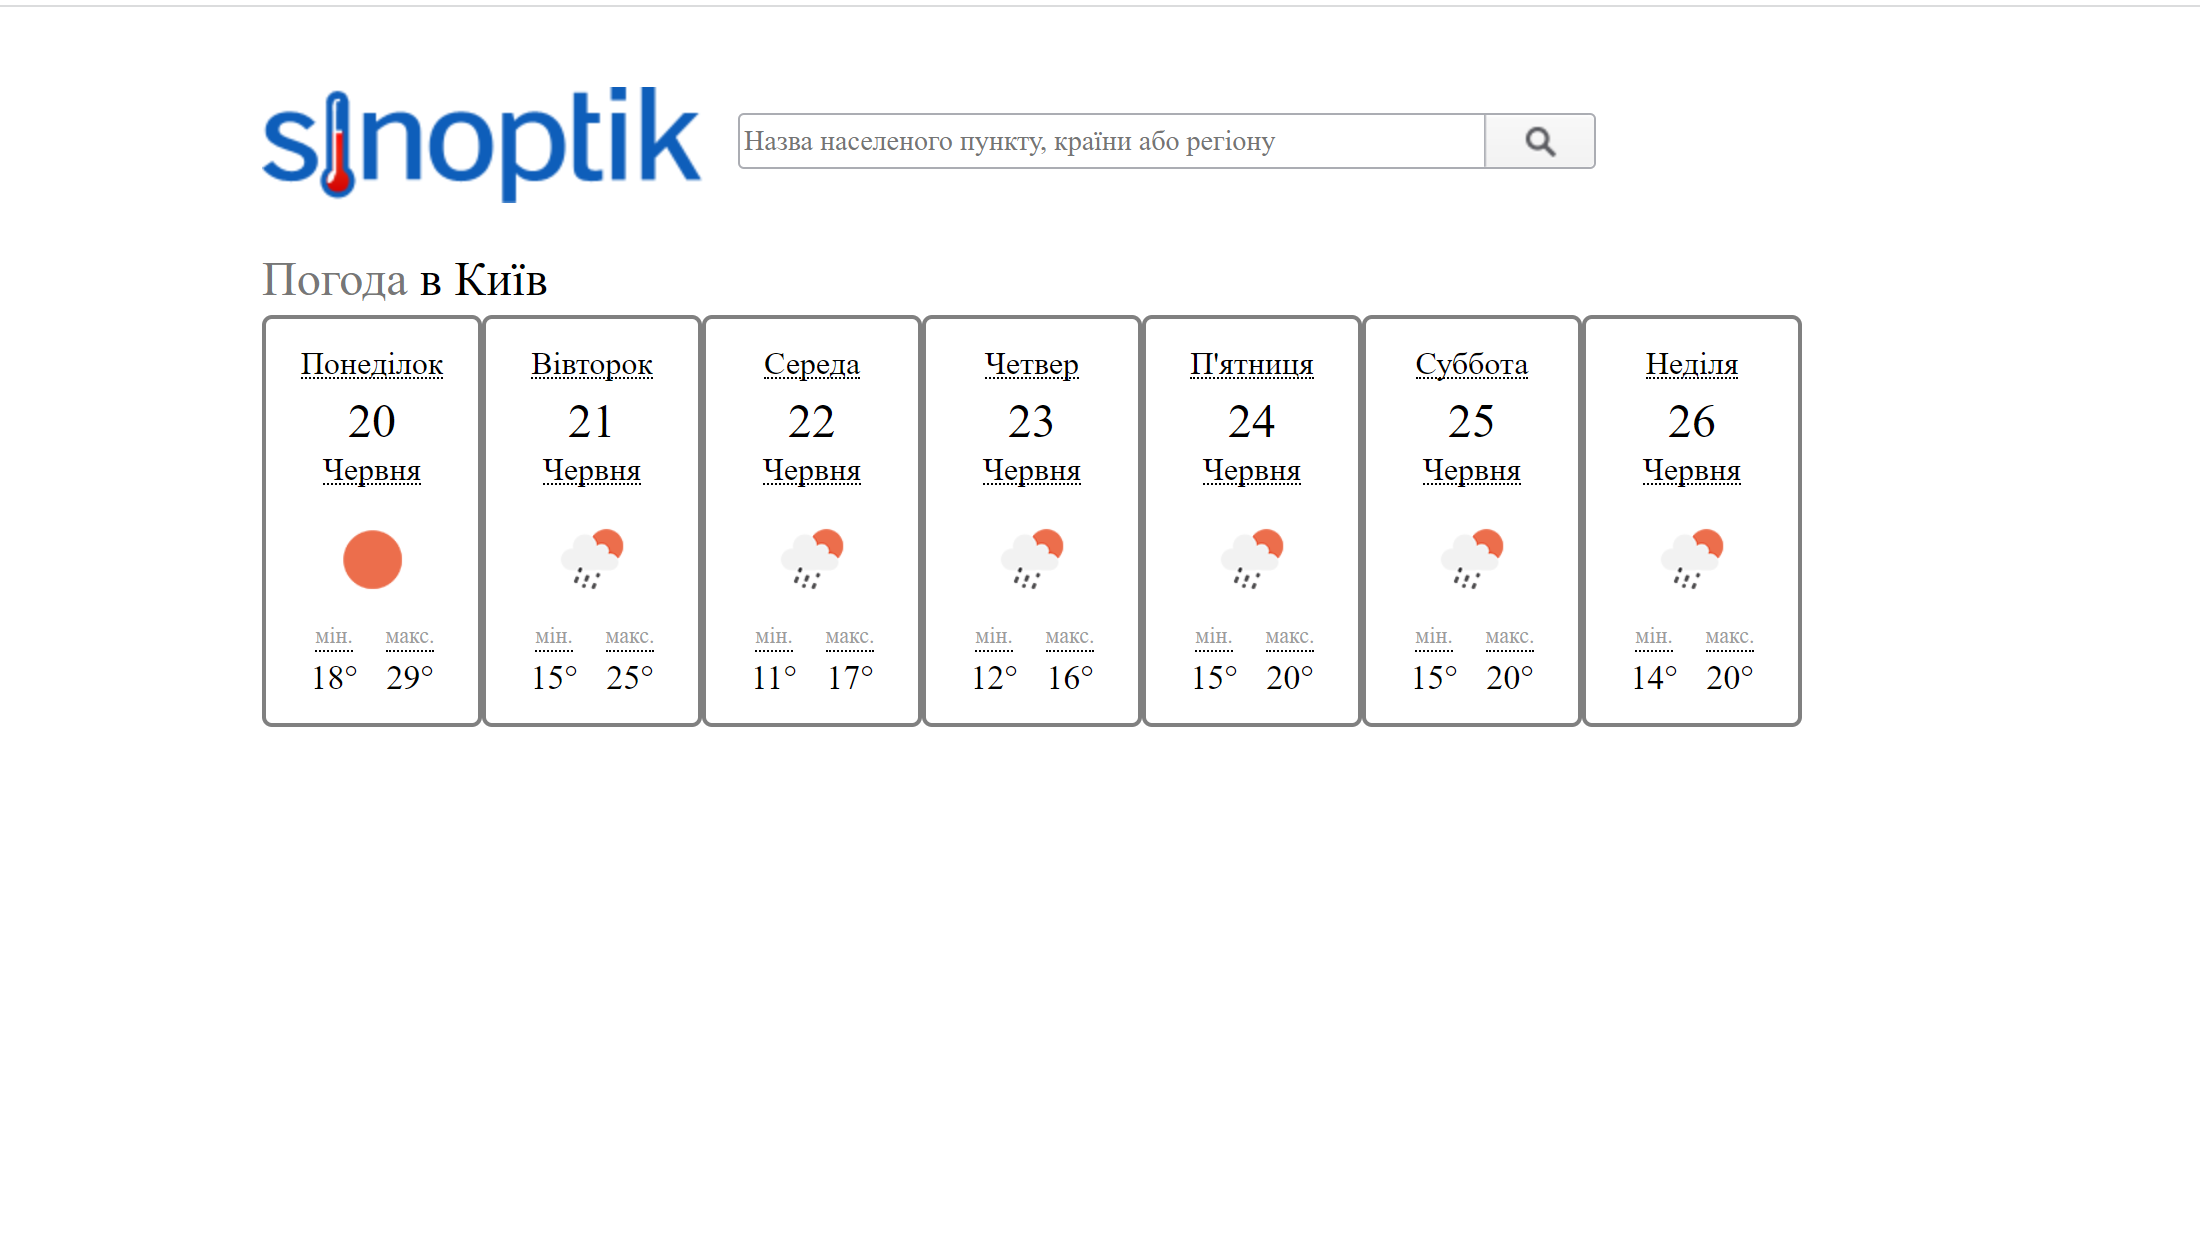 sinoptik
Назва населеного пункту, країни або регіону
Погода в Київ
Понеділок
20
Червня
мін. макс.
18° 29°
Вівторок
21
Червня
мін. макс.
15° 25°
Середа
22
Червня
мін. макс.
11° 17°
Четвер
23
Червня
мін. макс.
12° 16°
П'ятниця
24
Червня
мін. макс.
15° 20°
Суббота
25
Червня
мін. макс.
15° 20°
Неділя
26
Червня
мін. макс.
14° 20°